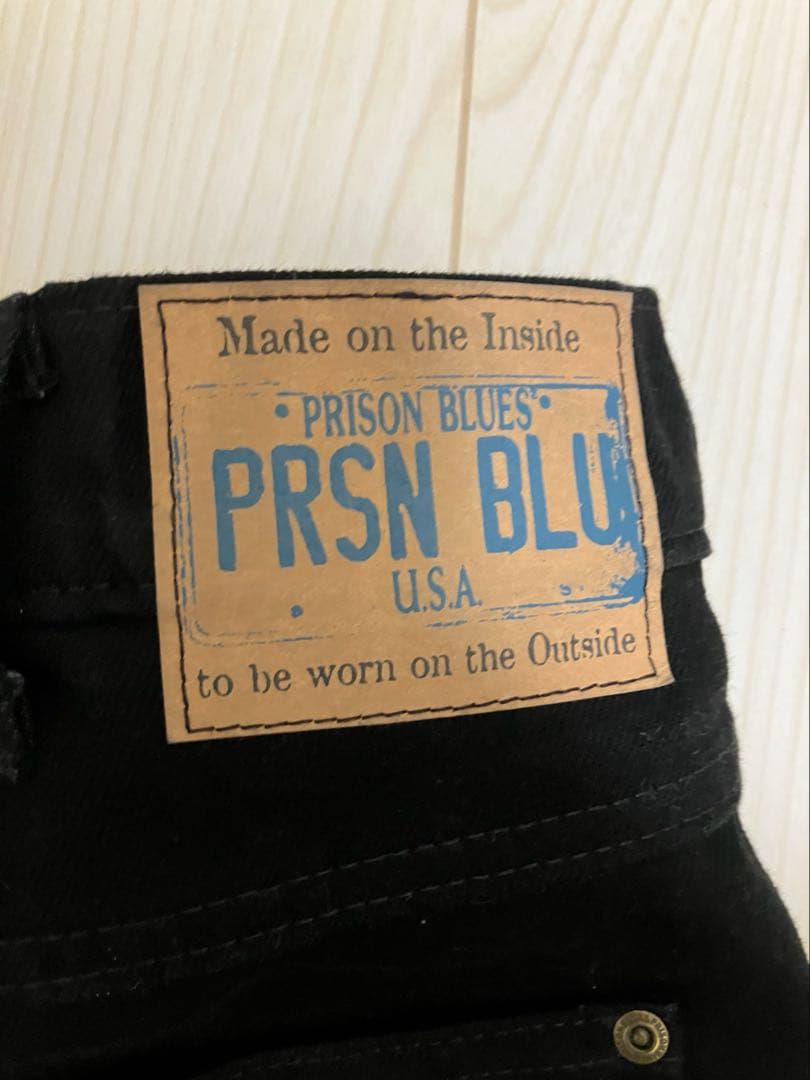 Made on the Inside
PRISON BLUES®
PRSN BLU
U.S.A.
to be worn on the Outside